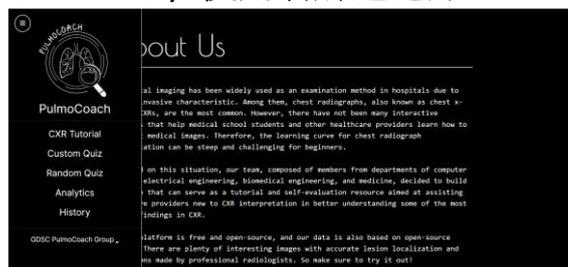 PULMOCOACH
PulmoCoach
CXR Tutorial
Custom Quiz
Random Quiz
Analytics
History
GDSC PulmoCoach Group
out Us
al imaging has been widely used as an examination method in hospitals due to
invasive characteristic. Among them, chest radiographs, also known as chest x-
CXRs, are the most common. However, there have not been many interactive
s that help medical school students and other healthcare providers learn how to
t medical images. Therefore, the learning curve for chest radiograph
ation can be steep and challenging for beginners.
on this situation, our team, composed of members from departments of computer
electrical engineering, biomedical engineering, and medicine, decided to build
e that can serve as a tutorial and self-evaluation resource aimed at assisting
re providers new to CXR interpretation in better understanding some of the most
findings in CXR.
platform is free and open-source, and our data is also based on open-source
There are plenty of interesting images with accurate lesion localization and
ons made by professional radiologists. So make sure to try it out!